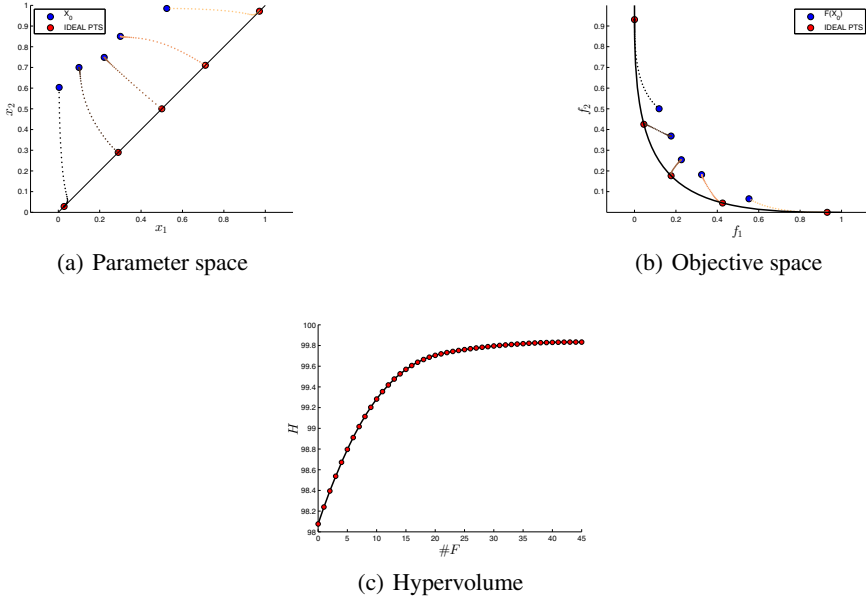 X0
IDEAL PTS
1
0.9
0.8
0.7
0.6
0.5
0.4
0.3
0.2
0.1
0
x2
0 0.2 0.4 0.6 0.8 1
x1
(a) Parameter space
F(X0)
IDEAL PTS
1
0.9
0.8
0.7
0.6
0.5
0.4
0.3
0.2
0.1
f2
0 0.2 0.4 0.6 0.8 1
f1
(b) Objective space
100
99.8
99.6
99.4
99.2
99
98.8
98.6
98.4
98.2
98
H
0 5 10 15 20 25 30 35 40 45
#F
(c) Hypervolume